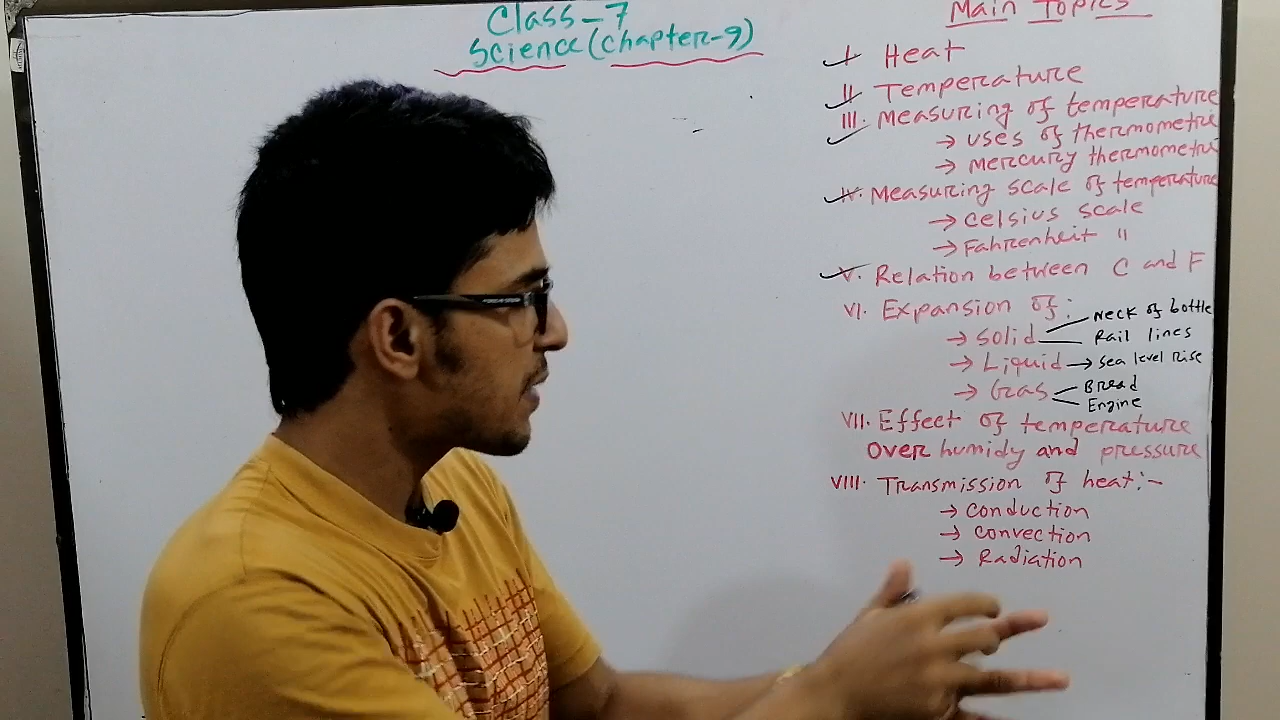 Class-7
Science (chapter-9)
Main Topics
I Heat
II Temperature
III. Measuring of temperature
→ uses of thermometri
→ Mercury thermometri
IV. Measuring scale of temperature
→ Celsius scale
→ Fahrenheit "
V. Relation between C and F
VI. Expansion of:
→ Solid Neck of bottle
Rail lines
→ Liquid → Sea level rise
→ Gas Bread
Engine
VII. Effect of temperature
over humidy and pressure
VIII. Transmission of heat:-
→ conduction
→ convection
→ Radiation